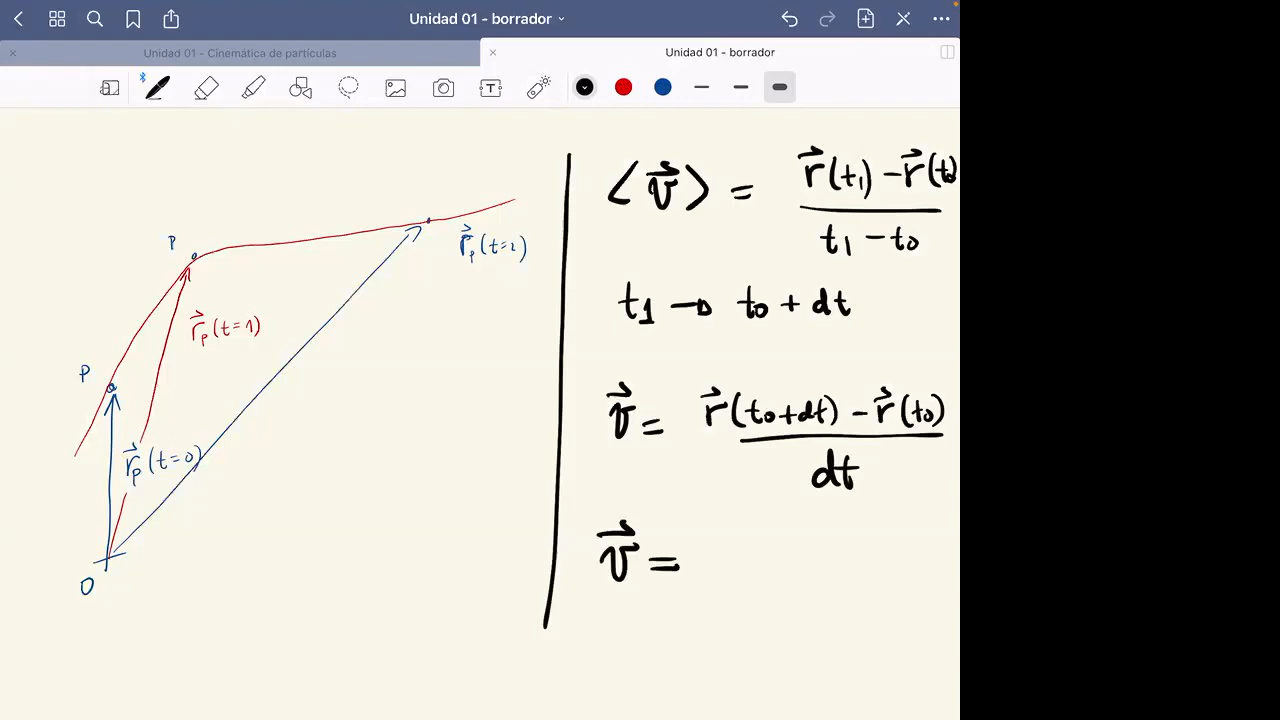 Unidad 01 - borrador
Unidad 01 - Cinemática de partículas
Unidad 01 - borrador
P
r⃗p(t=2)
r⃗p(t=1)
P
r⃗p(t=0)
O
⟨v⃗⟩ = r⃗(t1) - r⃗(t0)
t1 - t0
t1 → t0 + dt
v⃗ = r⃗(t0+dt) - r⃗(t0)
dt
v⃗ =